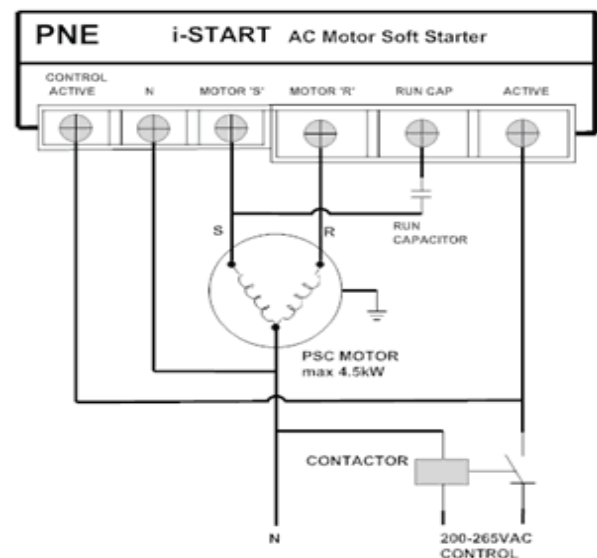 PNE i-START AC Motor Soft Starter
CONTROL
ACTIVE N MOTOR 'S' MOTOR 'R' RUN CAP ACTIVE
S R
RUN
CAPACITOR
PSC MOTOR
max 4.5kW
CONTACTOR
N
200-265VAC
CONTROL